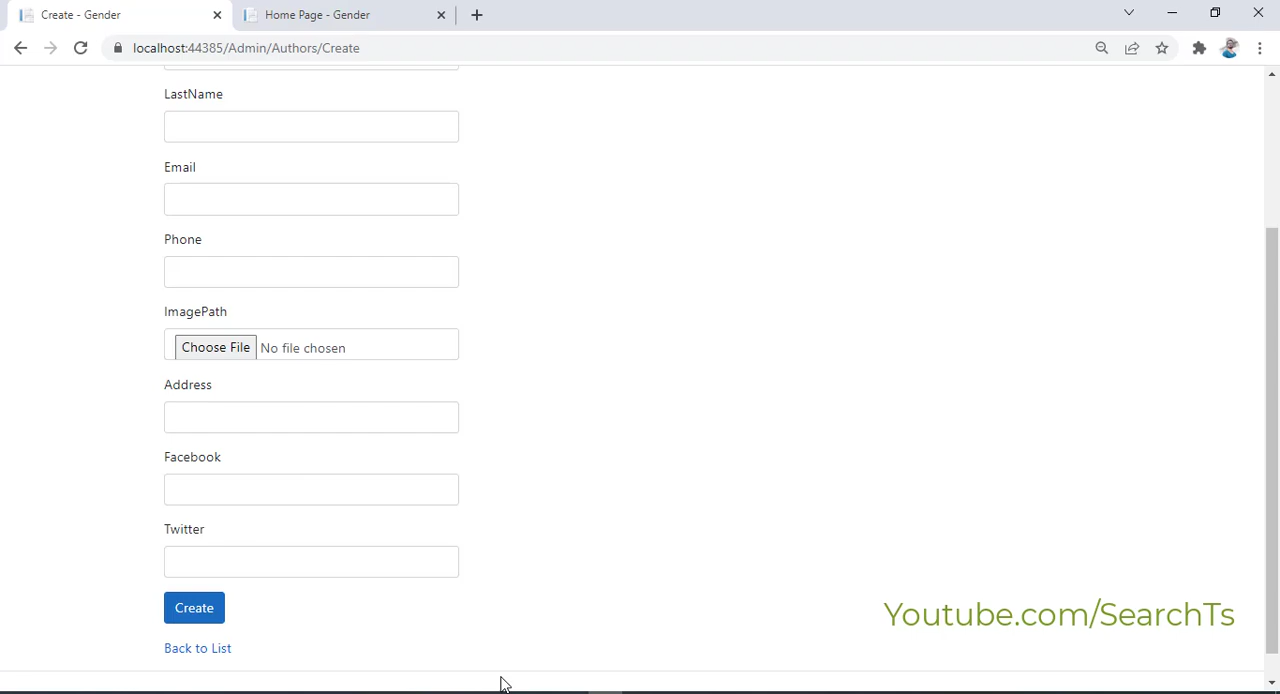 Create - Gender
Home Page - Gender
localhost:44385/Admin/Authors/Create
LastName
Email
Phone
ImagePath
Choose File No file chosen
Address
Facebook
Twitter
Create
Back to List
Youtube.com/SearchTs